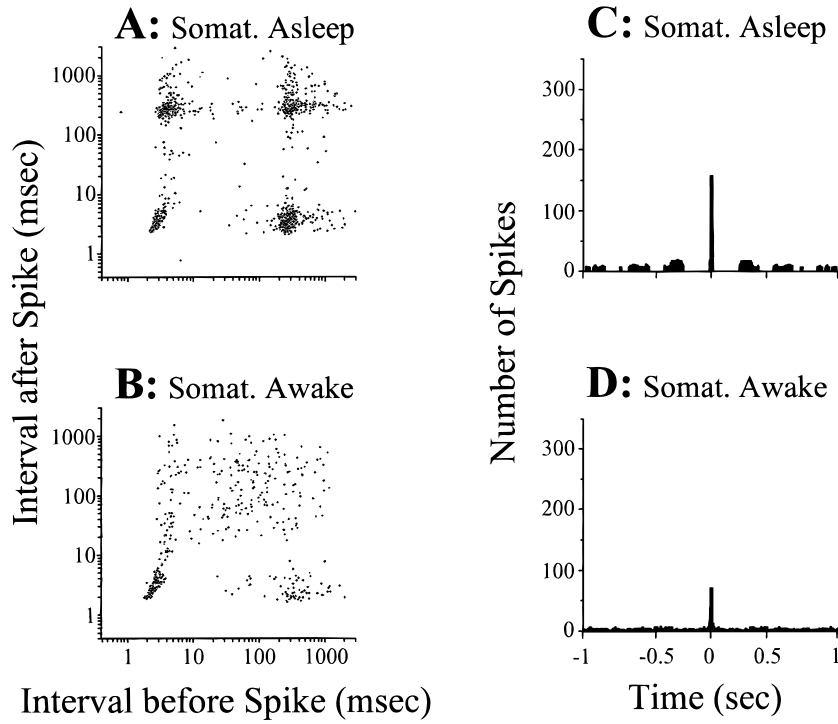 A: Somat. Asleep
1000
100
10
1
B: Somat. Awake
1000
100
10
1
1 10 100 1000
Interval after Spike (msec)
Interval before Spike (msec)
C: Somat. Asleep
300
200
100
0
D: Somat. Awake
300
200
100
0
-1 -0.5 0 0.5 1
Number of Spikes
Time (sec)